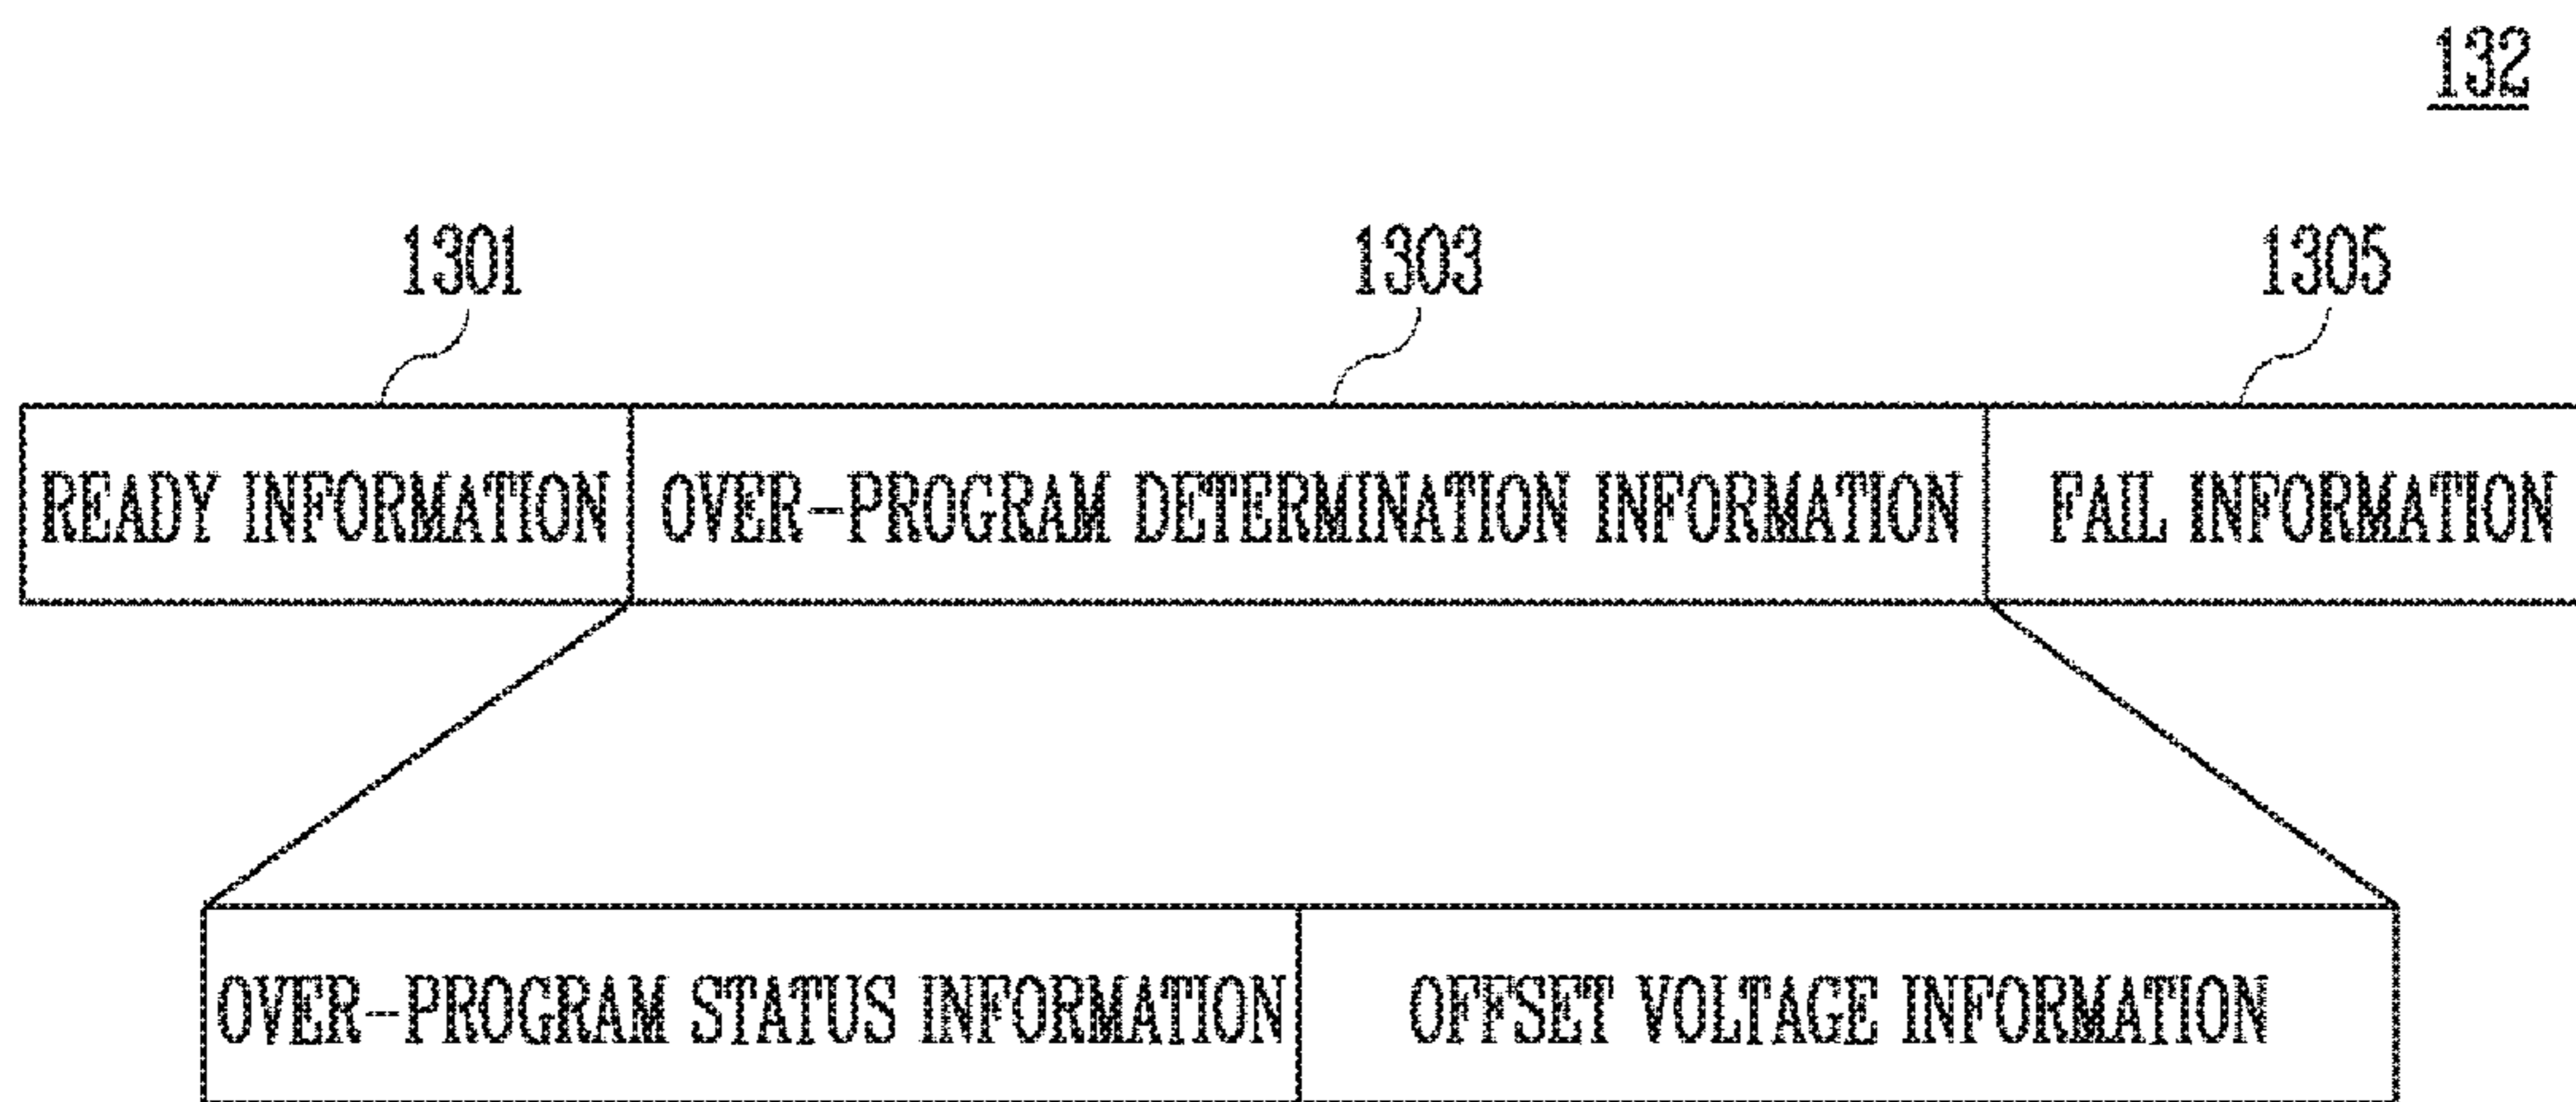 132
1301 1303 1305
READY INFORMATION OVER-PROGRAM DETERMINATION INFORMATION FAIL INFORMATION
OVER-PROGRAM STATUS INFORMATION OFFSET VOLTAGE INFORMATION